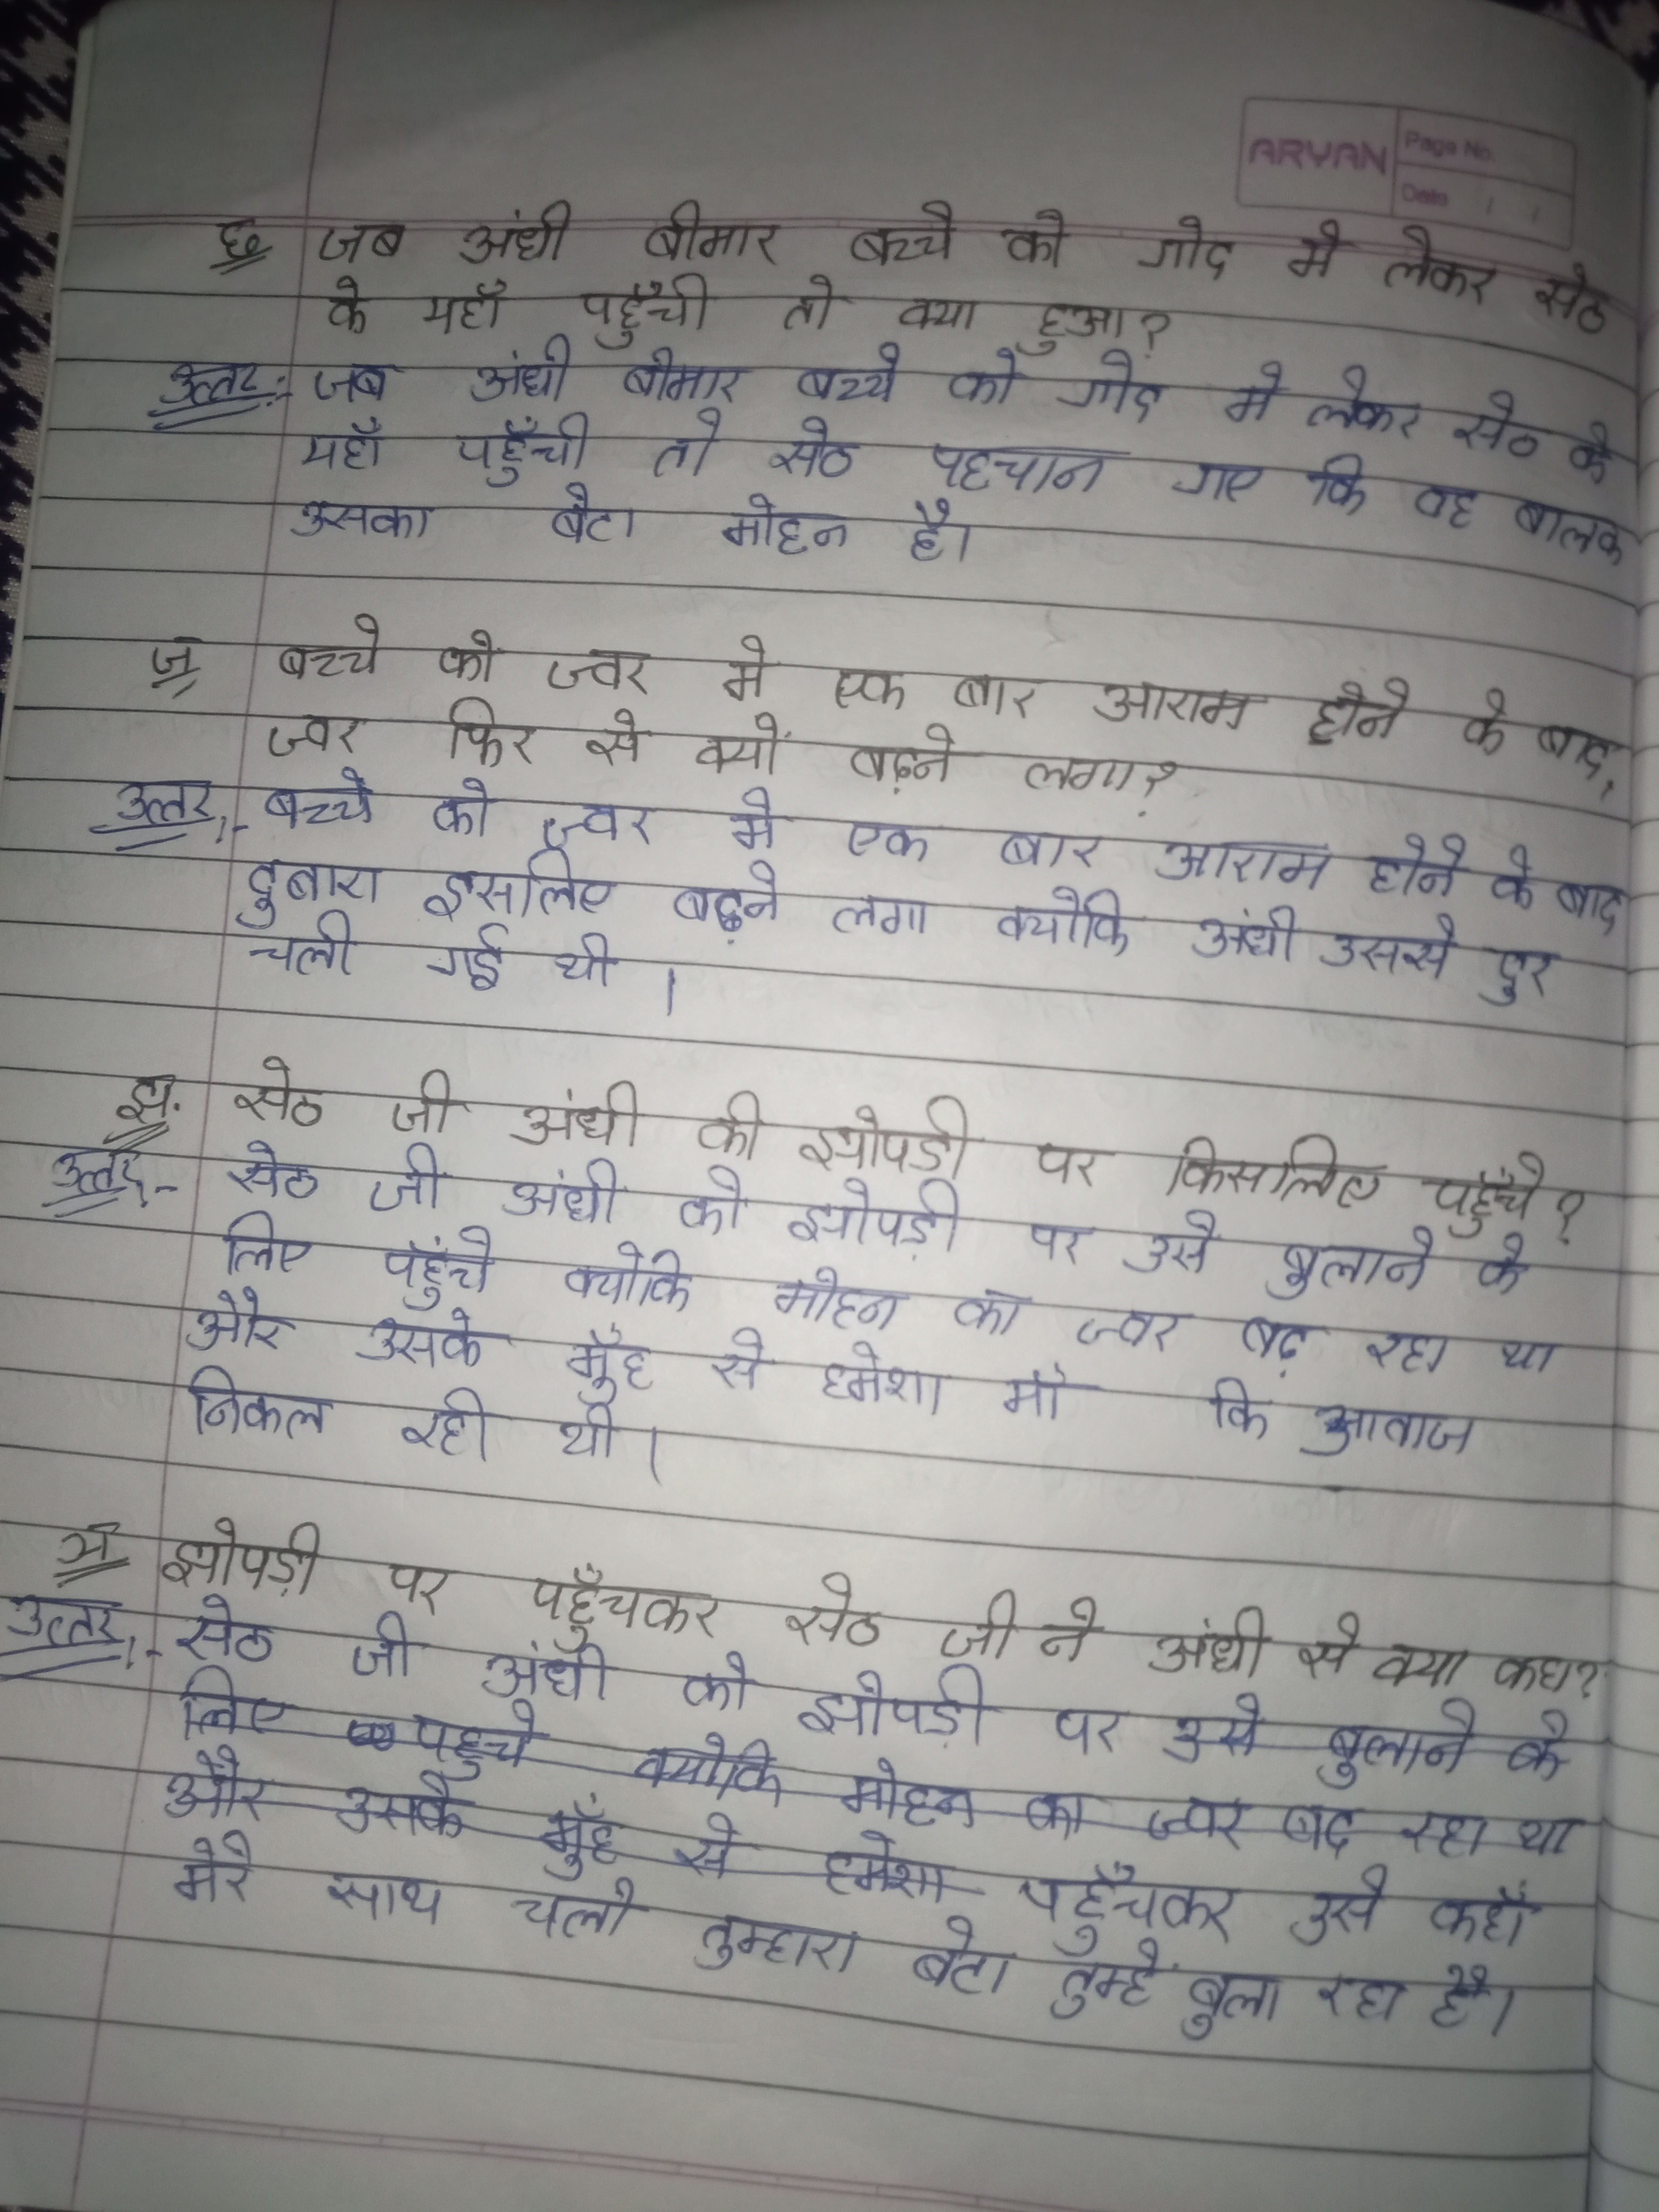 ARYAN
Page No.
Date / /
छ जब अंधी बीमार बच्चे को गोद मे लेकर सेठ
के यहाँ पहुँची तो क्या हुआ?
उत्तर:- जब अंधी बीमार बच्चे को गोद मे लेकर सेठ के
यहाँ पहुँची तो सेठ पहचान गए कि वह बालक
उसका बेटा मोहन है।
ज बच्चे को ज्वर मे एक बार आराम होने के बाद,
ज्वर फिर से क्यों बढ़ने लगा?
उत्तर:- बच्चे को ज्वर मे एक बार आराम होने के बाद
दुबारा इसलिए बढ़ने लगा क्योकि अंधी उससे दुर
चली गई थी ।
झ. सेठ जी अंधी की झोपडी पर किसलिए पहुँचे?
उत्तर:- सेठ जी अंधी को झोपड़ी पर उसे बुलाने के
लिए पहुँचे क्योकि मोहन का ज्वर बढ़ रहा था
और उसके मुँह से हमेशा माँ कि आवाज
निकल रही थी।
ञ झोपड़ी पर पहुँचकर सेठ जी ने अंधी से क्या कहा?
उत्तर:- सेठ जी अंधी को झोपड़ी पर उसे बुलाने के
लिए पहुचे क्योकि मोहन का ज्वर बढ रहा था
और उसके मुँह से हमेशा पहुँचकर उसे कहाँ
मेरे साथ चलो तुम्हारा बेटा तुम्हे बुला रहा है।